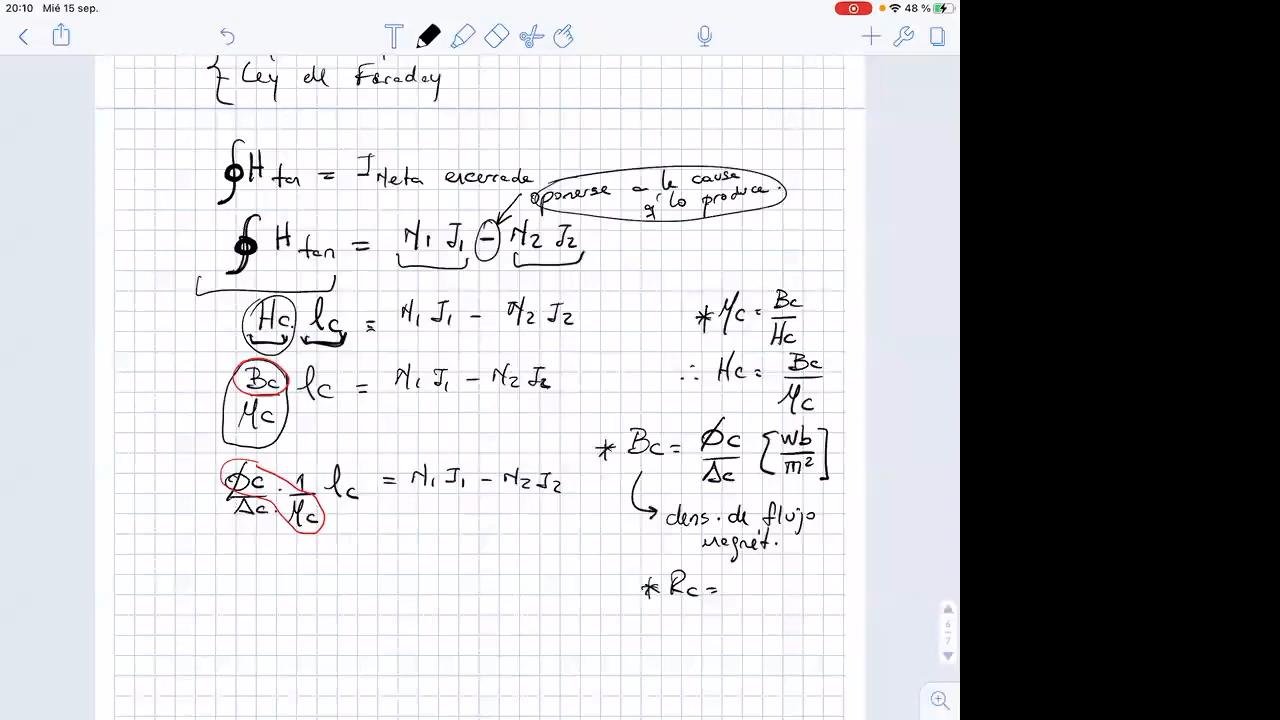 20:10 Mié 15 sep.
48 %
{ Ley de Faraday
∮ H tan = I Neta encerrada
oponerse a la cause
q' lo produce.
∮ H tan = N1 I1 - N2 I2
Hc lc = N1 I1 - N2 I2
* μc = Bc/Hc
Bc/μc lc = N1 I1 - N2 I2
∴ Hc = Bc/μc
* Bc = ϕc/Ac [wb/m²]
ϕc/Ac · 1/μc lc = N1 I1 - N2 I2
dens. de flujo
magnét.
* Rc =
6
7